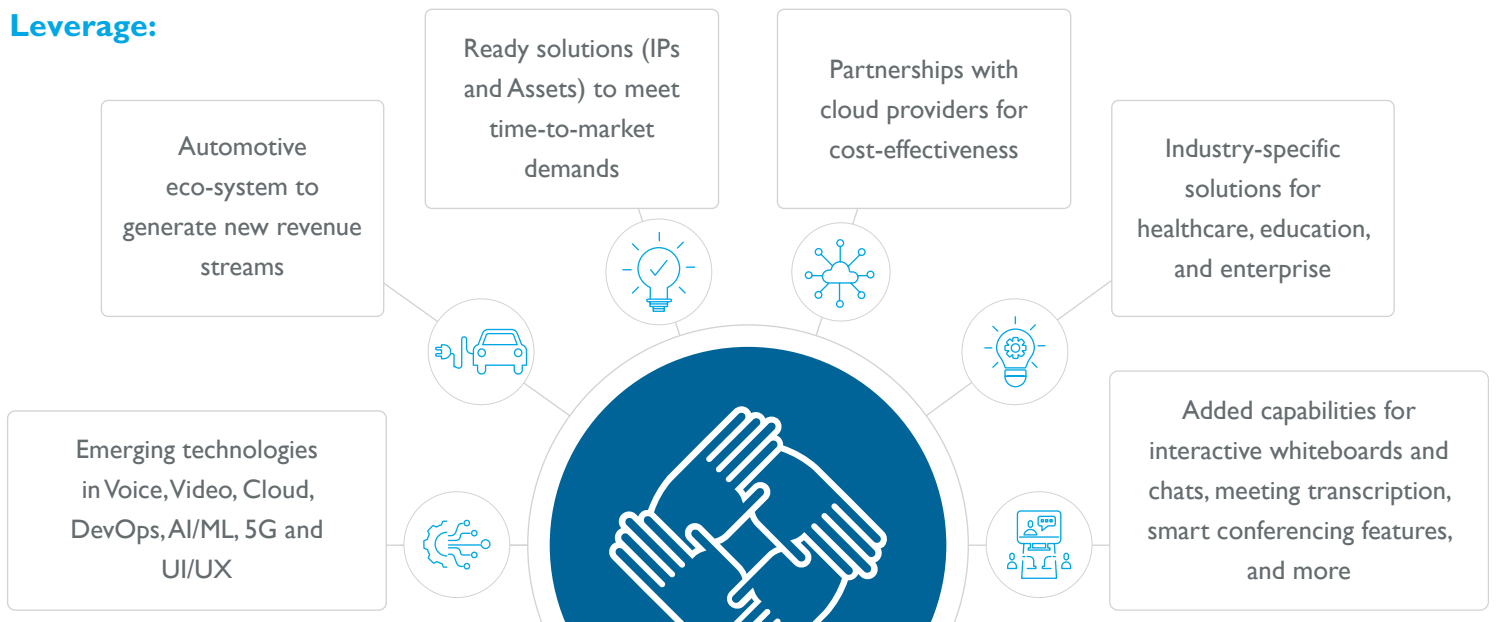 Leverage:
Emerging technologies
in Voice, Video, Cloud,
DevOps, AI/ML, 5G and
UI/UX
Automotive
eco-system to
generate new revenue
streams
Ready solutions (IPs
and Assets) to meet
time-to-market
demands
Partnerships with
cloud providers for
cost-effectiveness
Industry-specific
solutions for
healthcare, education,
and enterprise
Added capabilities for
interactive whiteboards and
chats, meeting transcription,
smart conferencing features,
and more